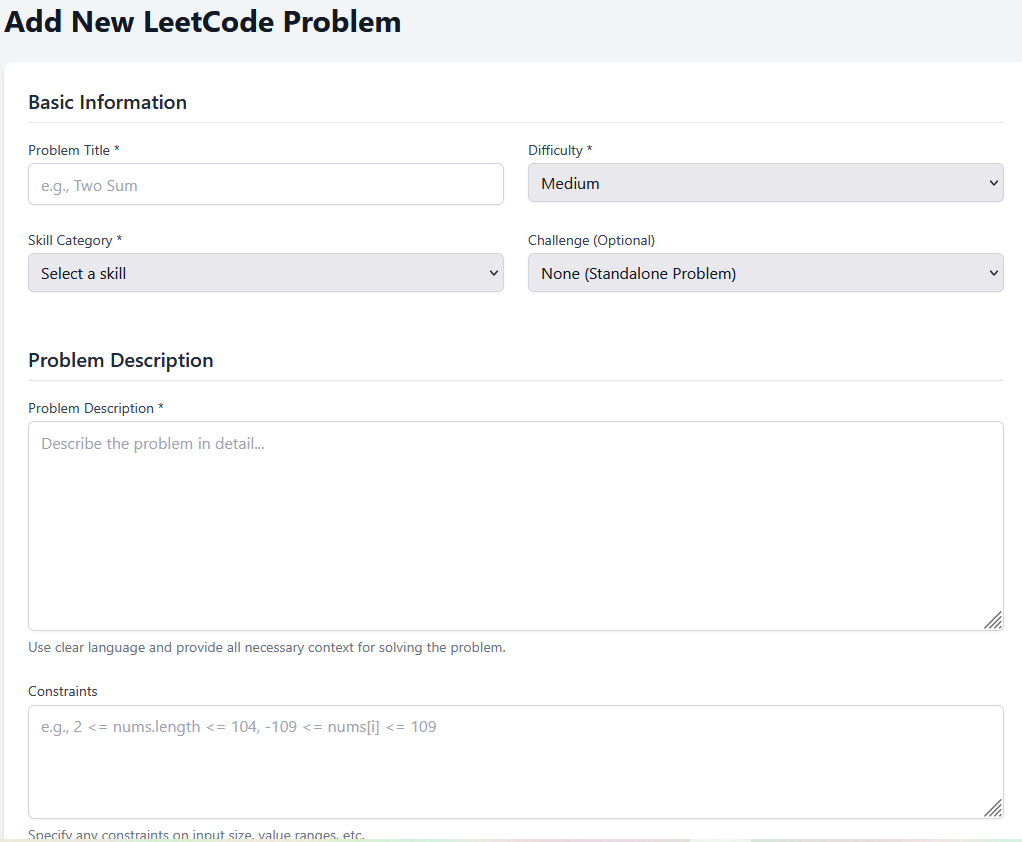 Add New LeetCode Problem
Basic Information
Problem Title *
e.g., Two Sum
Difficulty *
Medium
Skill Category *
Select a skill
Challenge (Optional)
None (Standalone Problem)
Problem Description
Problem Description *
Describe the problem in detail...
Use clear language and provide all necessary context for solving the problem.
Constraints
e.g., 2 <= nums.length <= 104, -109 <= nums[i] <= 109
Specify any constraints on input size, value ranges, etc.